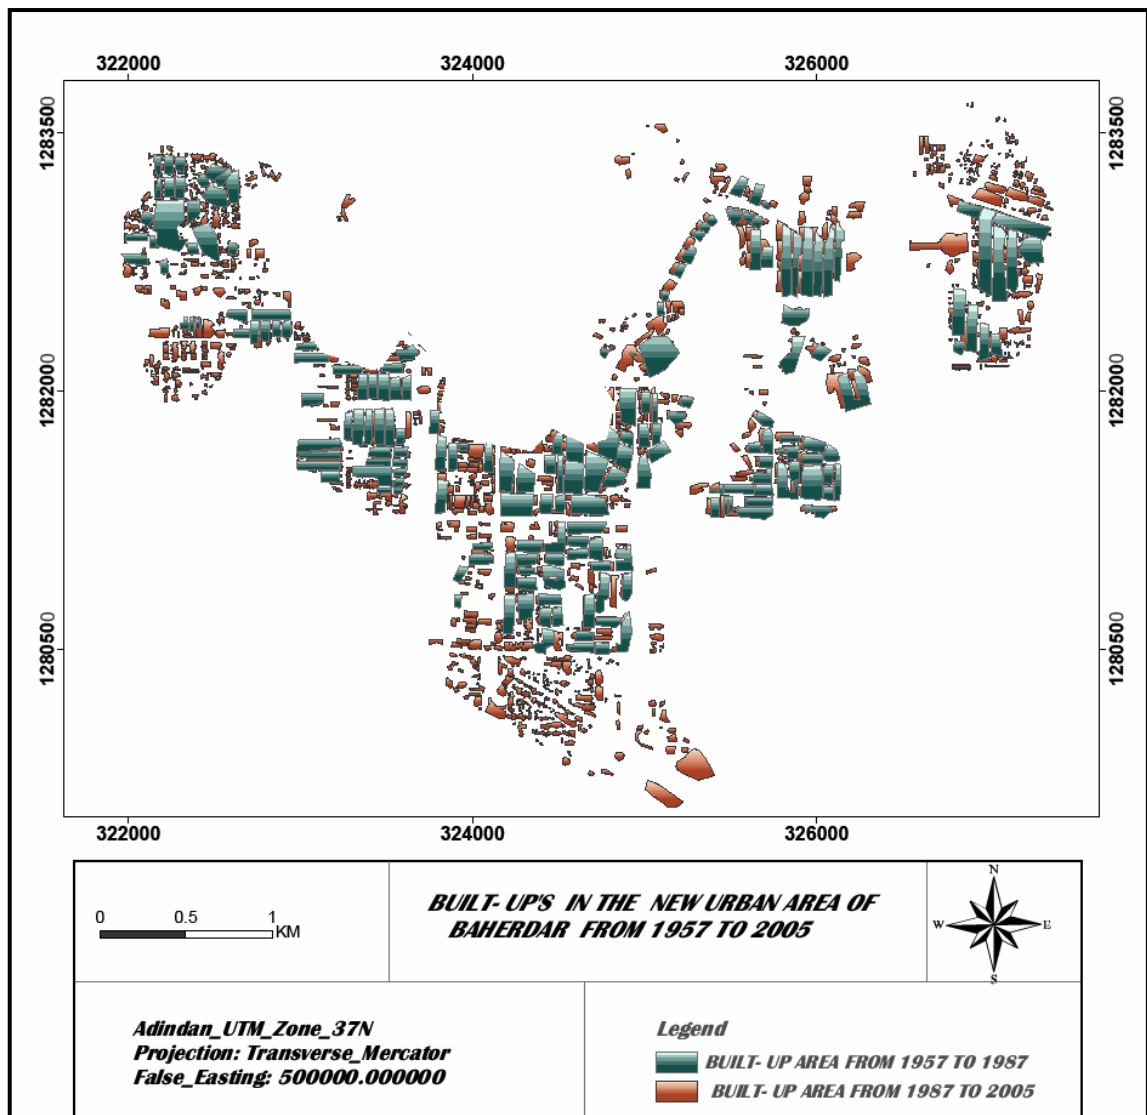 322000 324000 326000
1283500 1283500
1282000 1282000
1280500 1280500
322000 324000 326000
0 0.5 1
KM
BUILT- UP'S IN THE NEW URBAN AREA OF
BAHERDAR FROM 1957 TO 2005
N
W E
S
Adindan_UTM_Zone_37N
Projection: Transverse_Mercator
False_Easting: 500000.000000
Legend
BUILT- UP AREA FROM 1957 TO 1987
BUILT- UP AREA FROM 1987 TO 2005